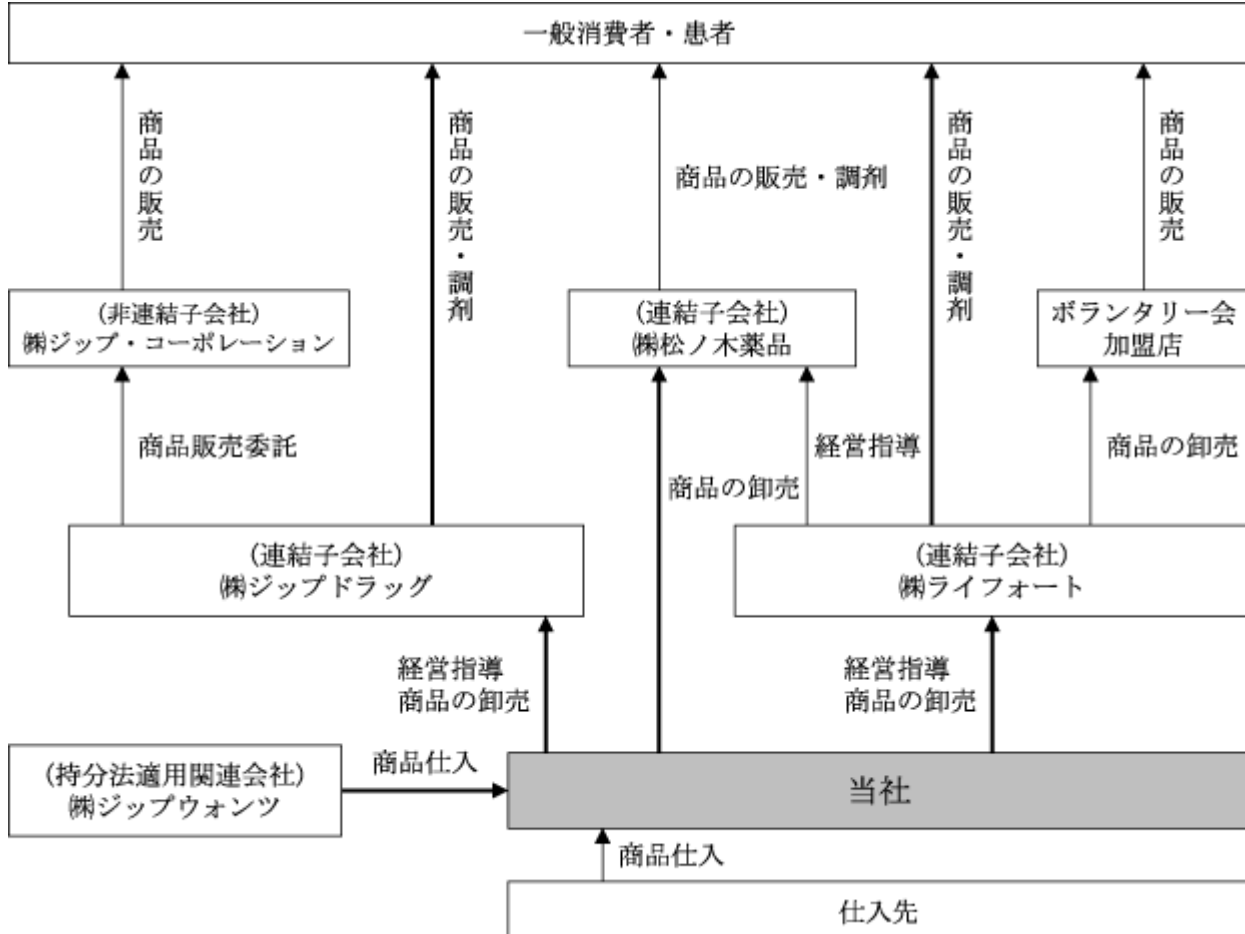 一般消費者・患者
商品の販売
商品の販売・調剤
商品の販売・調剤
商品の販売・調剤
商品の販売
(非連結子会社)
㈱ジップ・コーポレーション
(連結子会社)
㈱松ノ木薬品
ボランタリー会
加盟店
商品販売委託
商品の卸売
経営指導
商品の卸売
(連結子会社)
㈱ジップドラッグ
(連結子会社)
㈱ライフォート
経営指導
商品の卸売
経営指導
商品の卸売
(持分法適用関連会社)
㈱ジップウォンツ
商品仕入
当社
商品仕入
仕入先